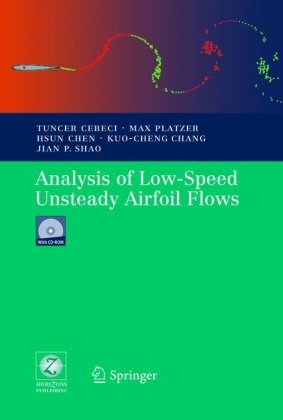 TUNCER CEBECI • MAX PLATZER
HSUN CHEN • KUO-CHENG CHANG
JIAN P. SHAO
Analysis of Low-Speed
Unsteady Airfoil Flows
With CD-ROM
HORIZONS
PUBLISHING
Springer